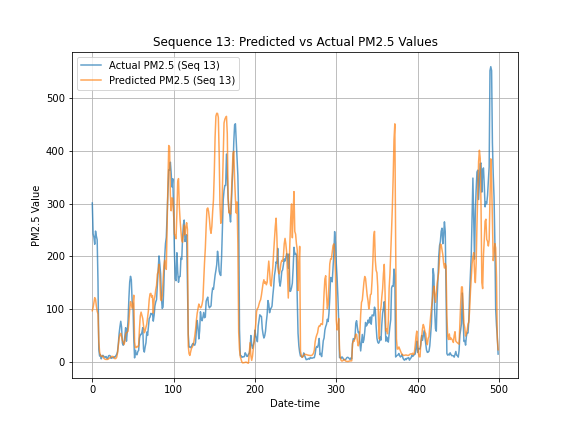 Sequence 13: Predicted vs Actual PM2.5 Values
Actual PM2.5 (Seq 13)
Predicted PM2.5 (Seq 13)
PM2.5 Value
500
400
300
200
100
0
0 100 200 300 400 500
Date-time